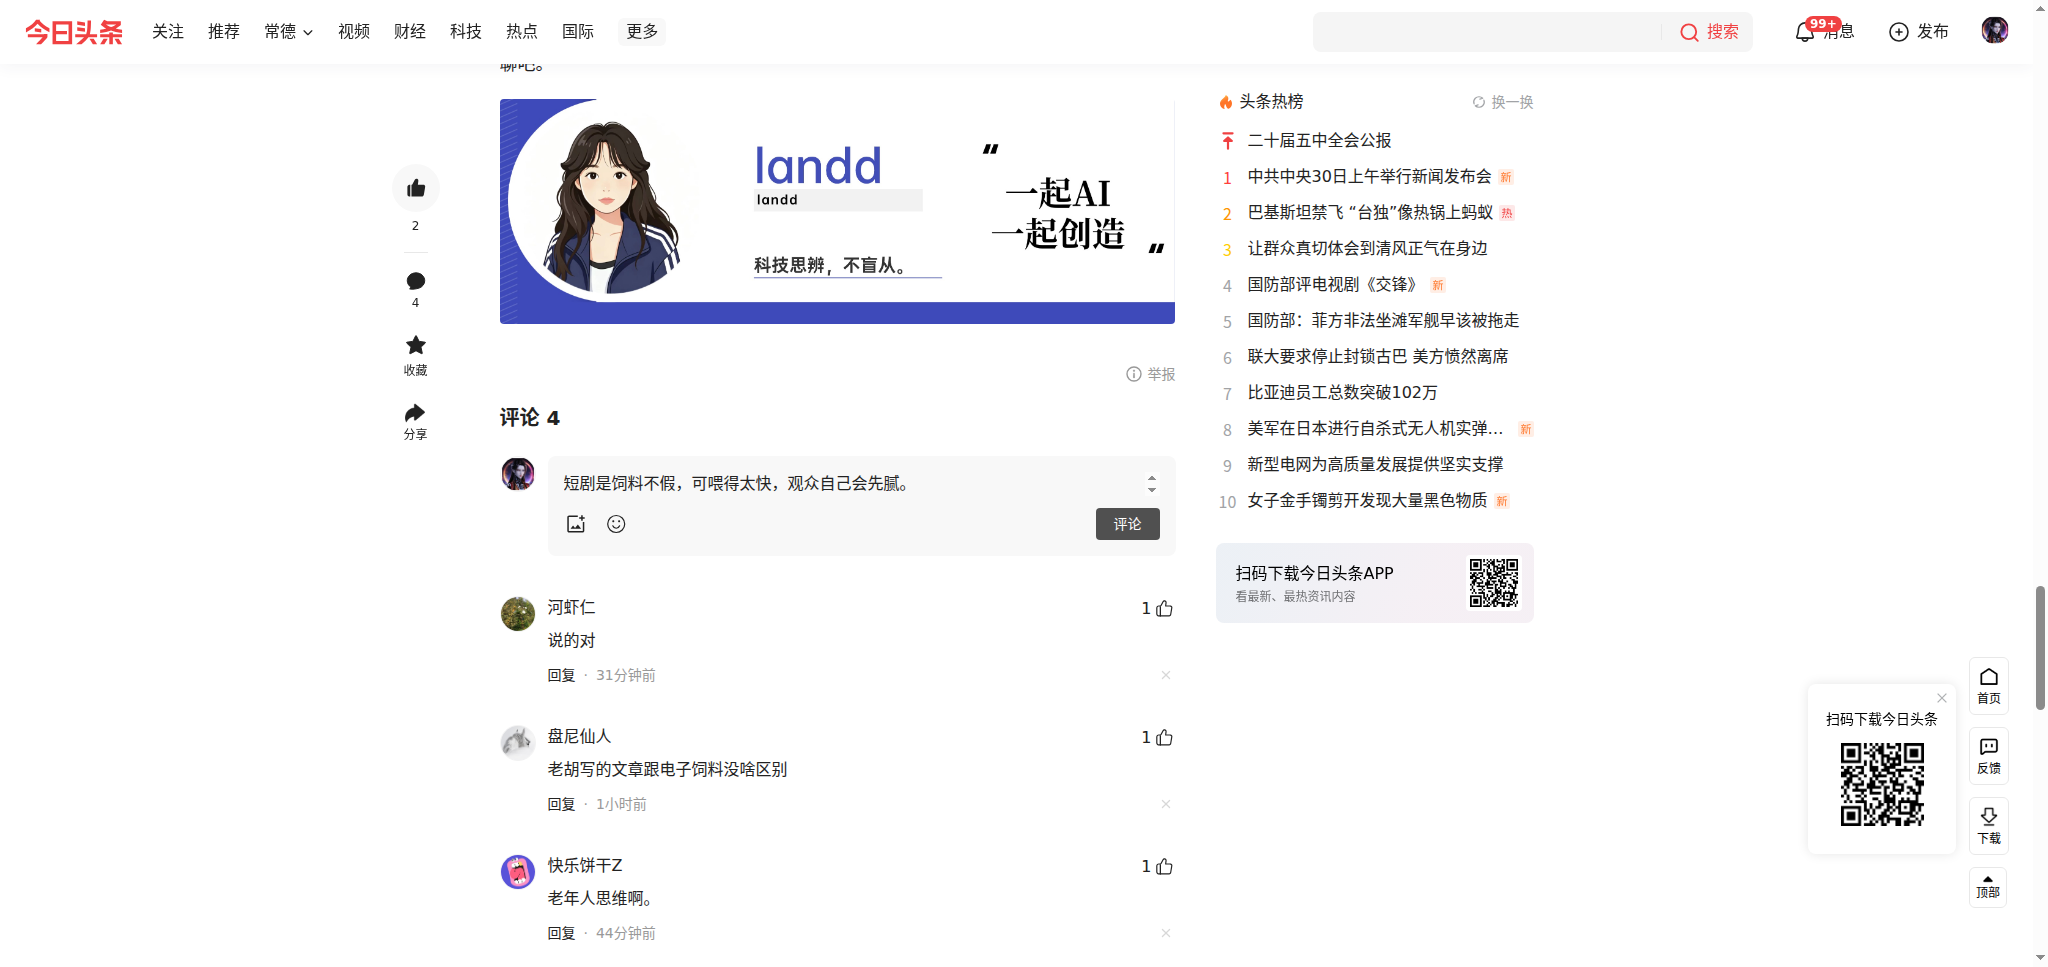 今日头条
关注 推荐 常德 视频 财经 科技 热点 国际 更多
搜索
99+
消息
发布
聊吧。
landd
landd
科技思辨，不盲从。
“
一起AI
一起创造
”
2
4
收藏
分享
举报
评论 4
短剧是饲料不假，可喂得太快，观众自己会先腻。
评论
河虾仁
1
说的对
回复 · 31分钟前
盘尼仙人
1
老胡写的文章跟电子饲料没啥区别
回复 · 1小时前
快乐饼干Z
1
老年人思维啊。
回复 · 44分钟前
头条热榜
换一换
二十届五中全会公报
1 中共中央30日上午举行新闻发布会 新
2 巴基斯坦禁飞 “台独”像热锅上蚂蚁 热
3 让群众真切体会到清风正气在身边
4 国防部评电视剧《交锋》 新
5 国防部：菲方非法坐滩军舰早该被拖走
6 联大要求停止封锁古巴 美方愤然离席
7 比亚迪员工总数突破102万
8 美军在日本进行自杀式无人机实弹... 新
9 新型电网为高质量发展提供坚实支撑
10 女子金手镯剪开发现大量黑色物质 新
扫码下载今日头条APP
看最新、最热资讯内容
扫码下载今日头条
首页
反馈
下载
顶部